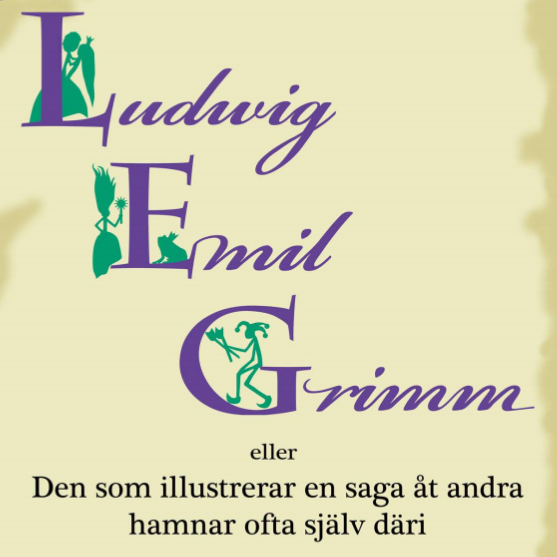 Ludwig
Emil
Grimm
eller
Den som illustrerar en saga åt andra
hamnar ofta själv däri